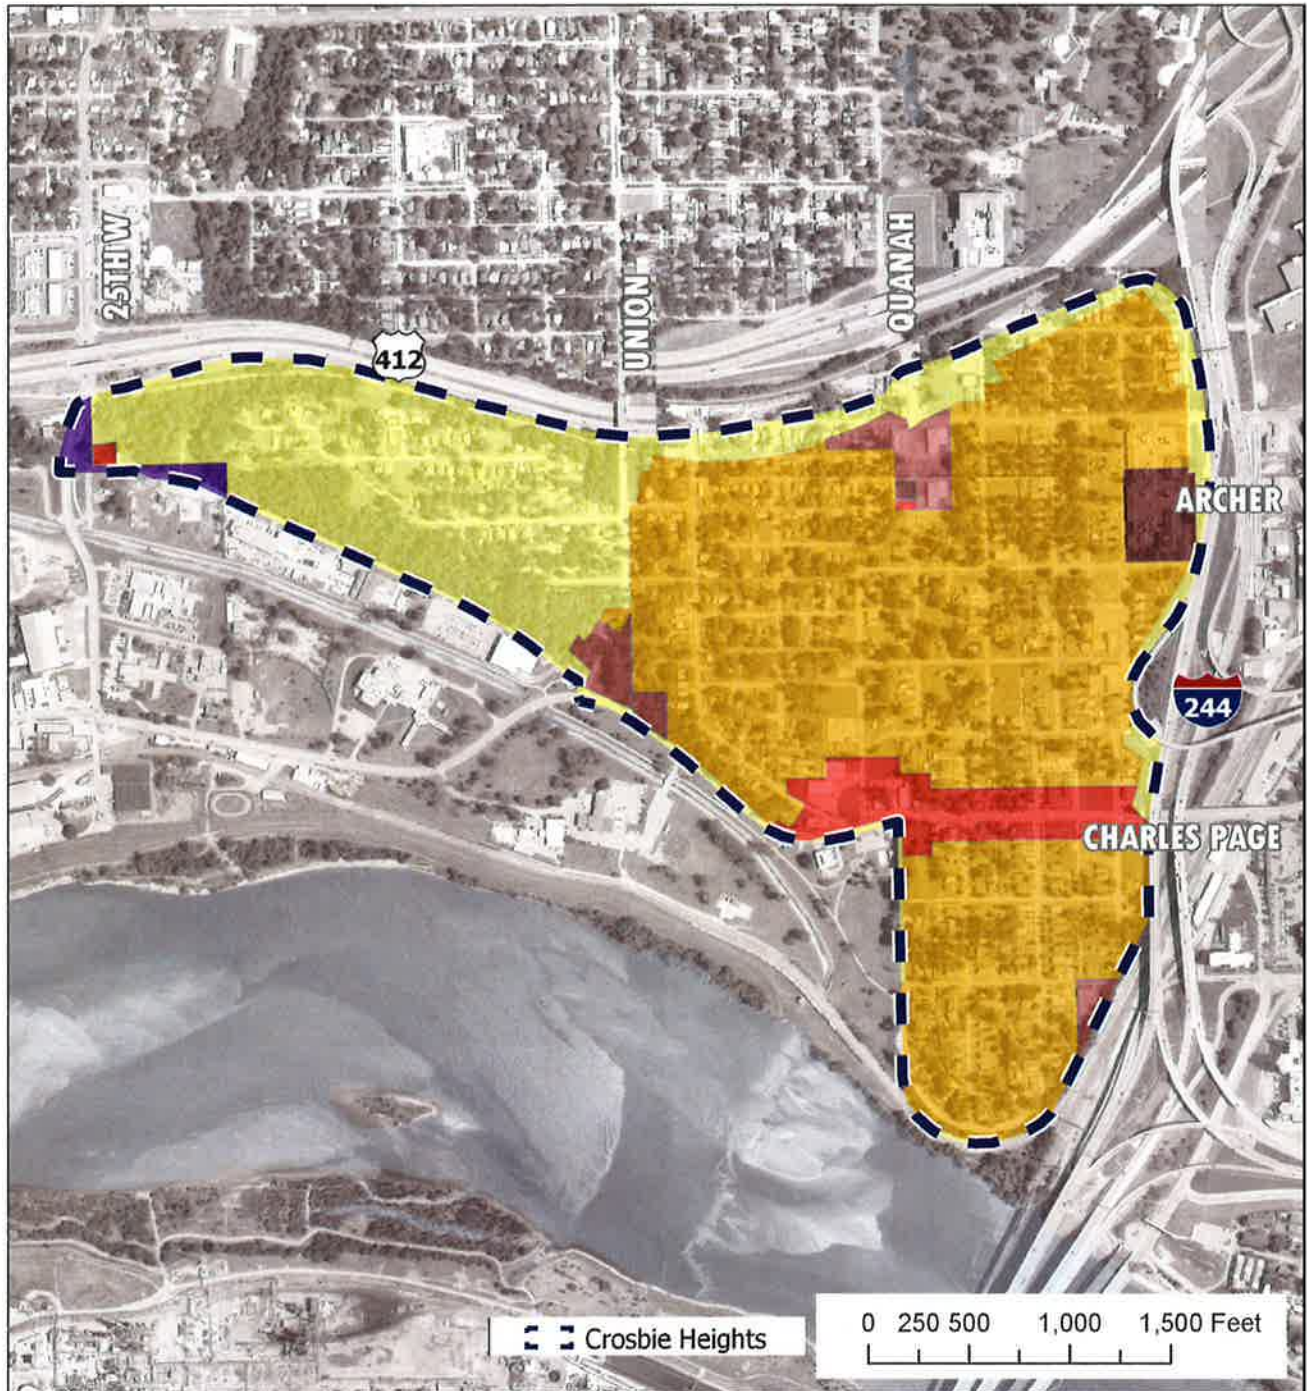 25TH W
UNION
QUANAH
412
ARCHER
244
CHARLES PAGE
Crosbie Heights
0 250 500 1,000 1,500 Feet